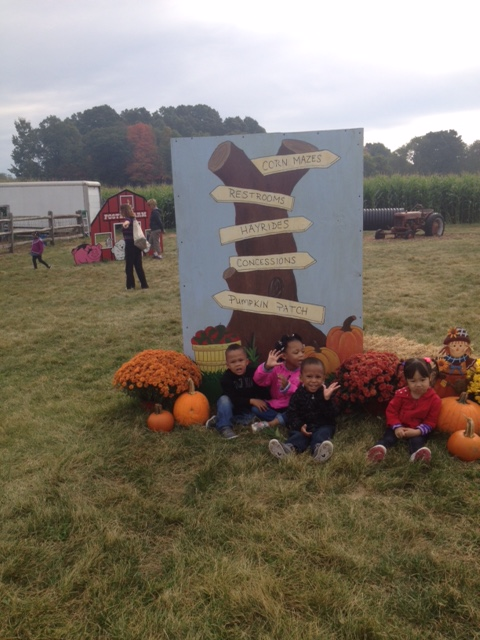 CORN MAZES
RESTROOMS
HAYRIDES
CONCESSIONS
PUMPKIN PATCH